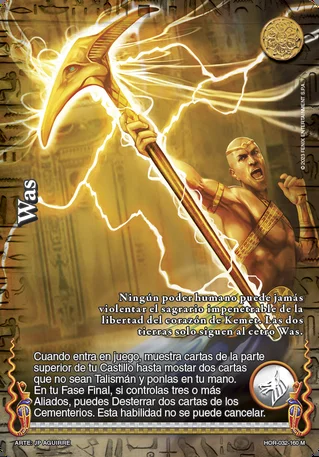 © 2023 FENIX ENTERTAINMENT S.P.A.
Was
Ningún poder humano puede jamás
violentar el sagrario impenetrable de la
libertad del corazón de Kemet. Las dos
tierras solo siguen al cetro Was.
Cuando entra en juego, muestra cartas de la parte
superior de tu Castillo hasta mostar dos cartas
que no sean Talismán y ponlas en tu mano.
En tu Fase Final, si controlas tres o más
Aliados, puedes Desterrar dos cartas de los
Cementerios. Esta habilidad no se puede cancelar.
ARTE: JP AGUIRRE
HOR-032-160 M